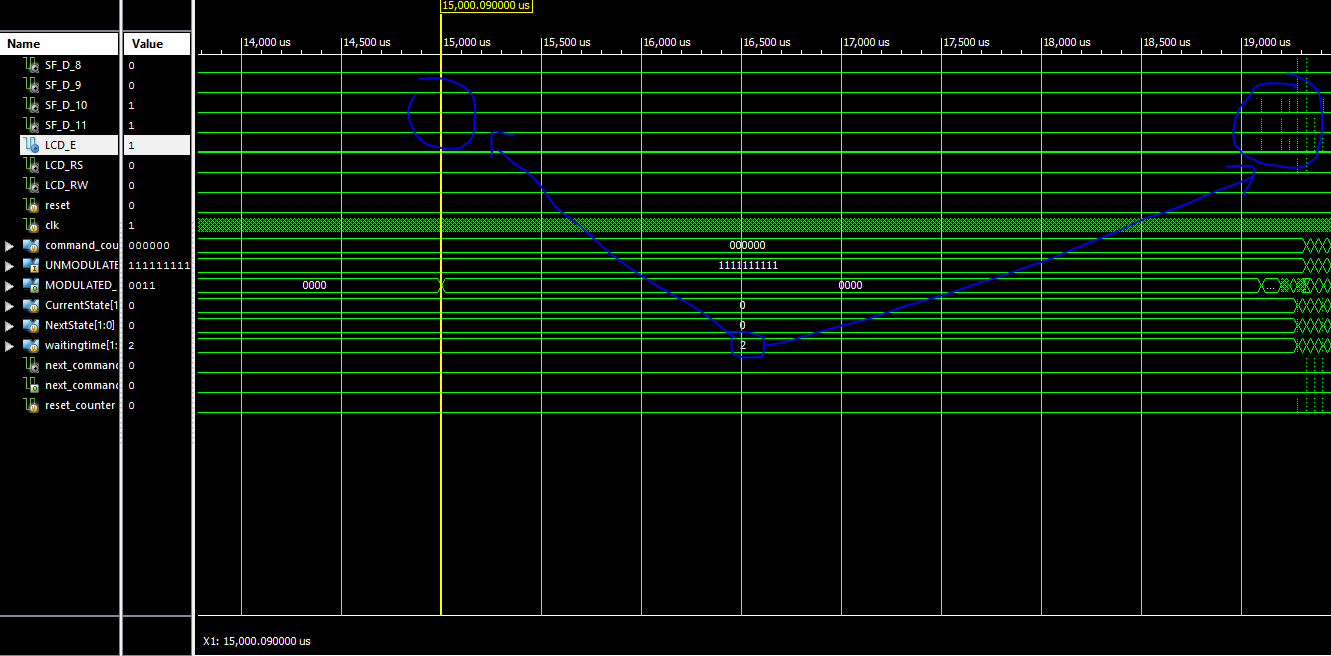 15,000.090000 us
Name Value
14,000 us 14,500 us 15,000 us 15,500 us 16,000 us 16,500 us 17,000 us 17,500 us 18,000 us 18,500 us 19,000 us
SF_D_8 0
SF_D_9 0
SF_D_10 1
SF_D_11 1
LCD_E 1
LCD_RS 0
LCD_RW 0
reset 0
clk 1
command_cou 000000 000000
UNMODULATE 111111111 1111111111
MODULATED_ 0011 0000 0000 ...
CurrentState[1 0 0
NextState[1:0] 0 0
waitingtime[1: 2 2
next_command 0
next_command 0
reset_counter 0
X1: 15,000.090000 us